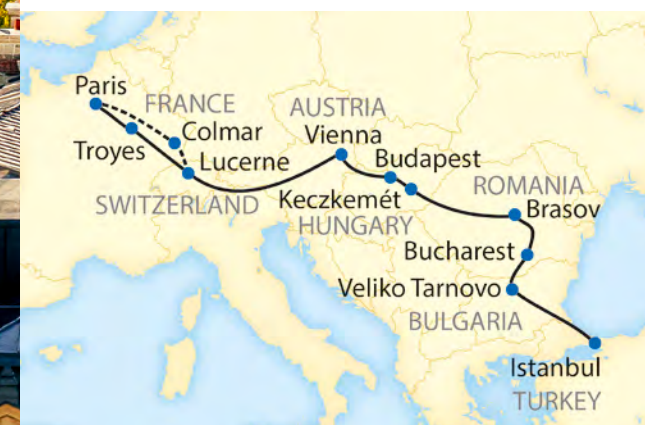 Paris
FRANCE
AUSTRIA
Colmar
Vienna
Troyes
Lucerne
Budapest
SWITZERLAND
Keczkemét
ROMANIA
HUNGARY
Brasov
Bucharest
Veliko Tarnovo
BULGARIA
Istanbul
TURKEY